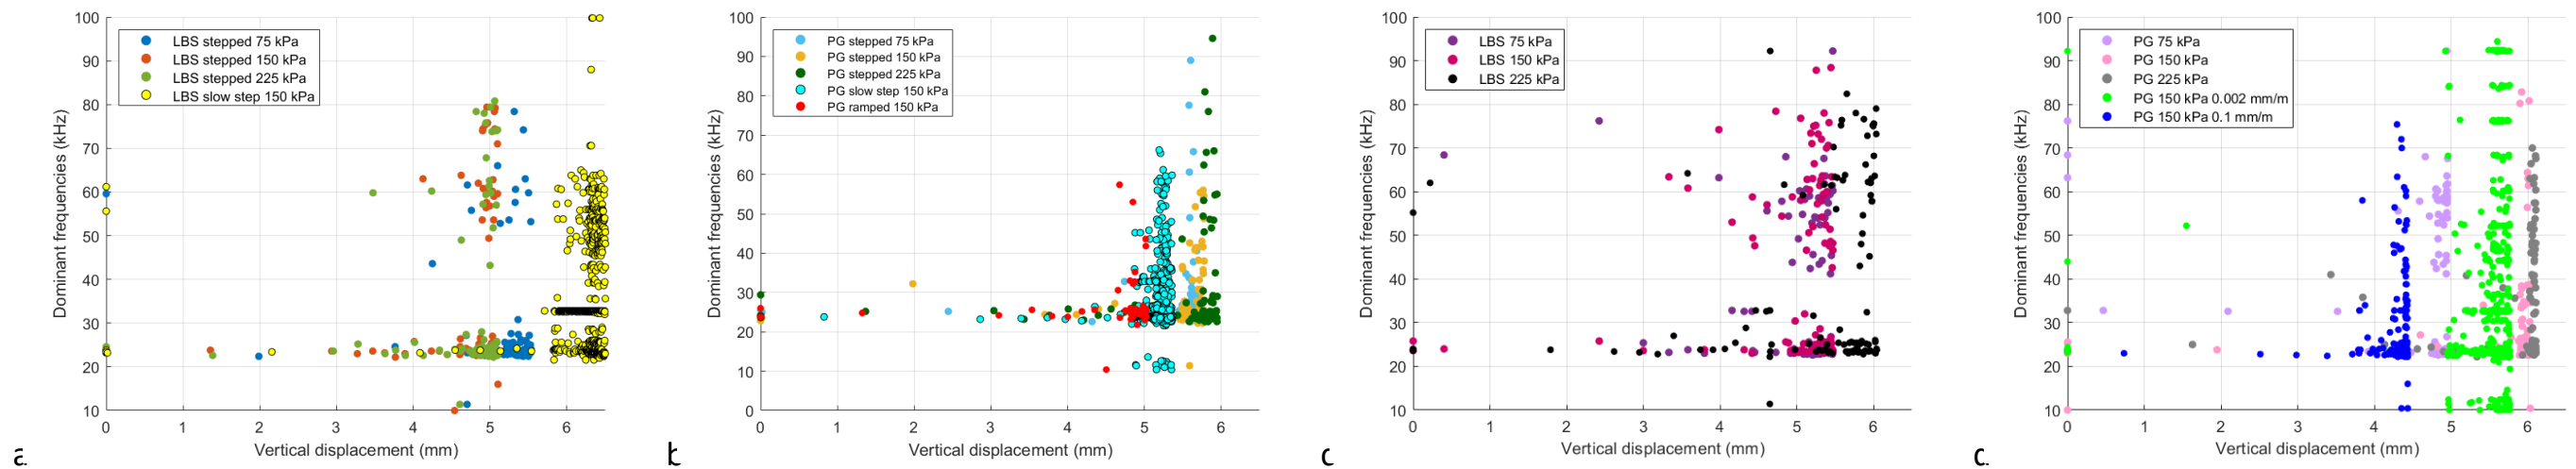 100
90
80
70
60
50
40
30
20
10
Dominant frequencies (kHz)
LBS stepped 75 kPa
LBS stepped 150 kPa
LBS stepped 225 kPa
LBS slow step 150 kPa
0 1 2 3 4 5 6
Vertical displacement (mm)
a.
100
90
80
70
60
50
40
30
20
10
0
Dominant frequencies (kHz)
PG stepped 75 kPa
PG stepped 150 kPa
PG stepped 225 kPa
PG slow step 150 kPa
PG ramped 150 kPa
0 1 2 3 4 5 6
Vertical displacement (mm)
100
90
80
70
60
50
40
30
20
10
Dominant frequencies (kHz)
LBS 75 kPa
LBS 150 kPa
LBS 225 kPa
0 1 2 3 4 5 6
Vertical displacement (mm)
100
90
80
70
60
50
40
30
20
10
Dominant frequencies (kHz)
PG 75 kPa
PG 150 kPa
PG 225 kPa
PG 150 kPa 0.002 mm/m
PG 150 kPa 0.1 mm/m
0 1 2 3 4 5 6
Vertical displacement (mm)